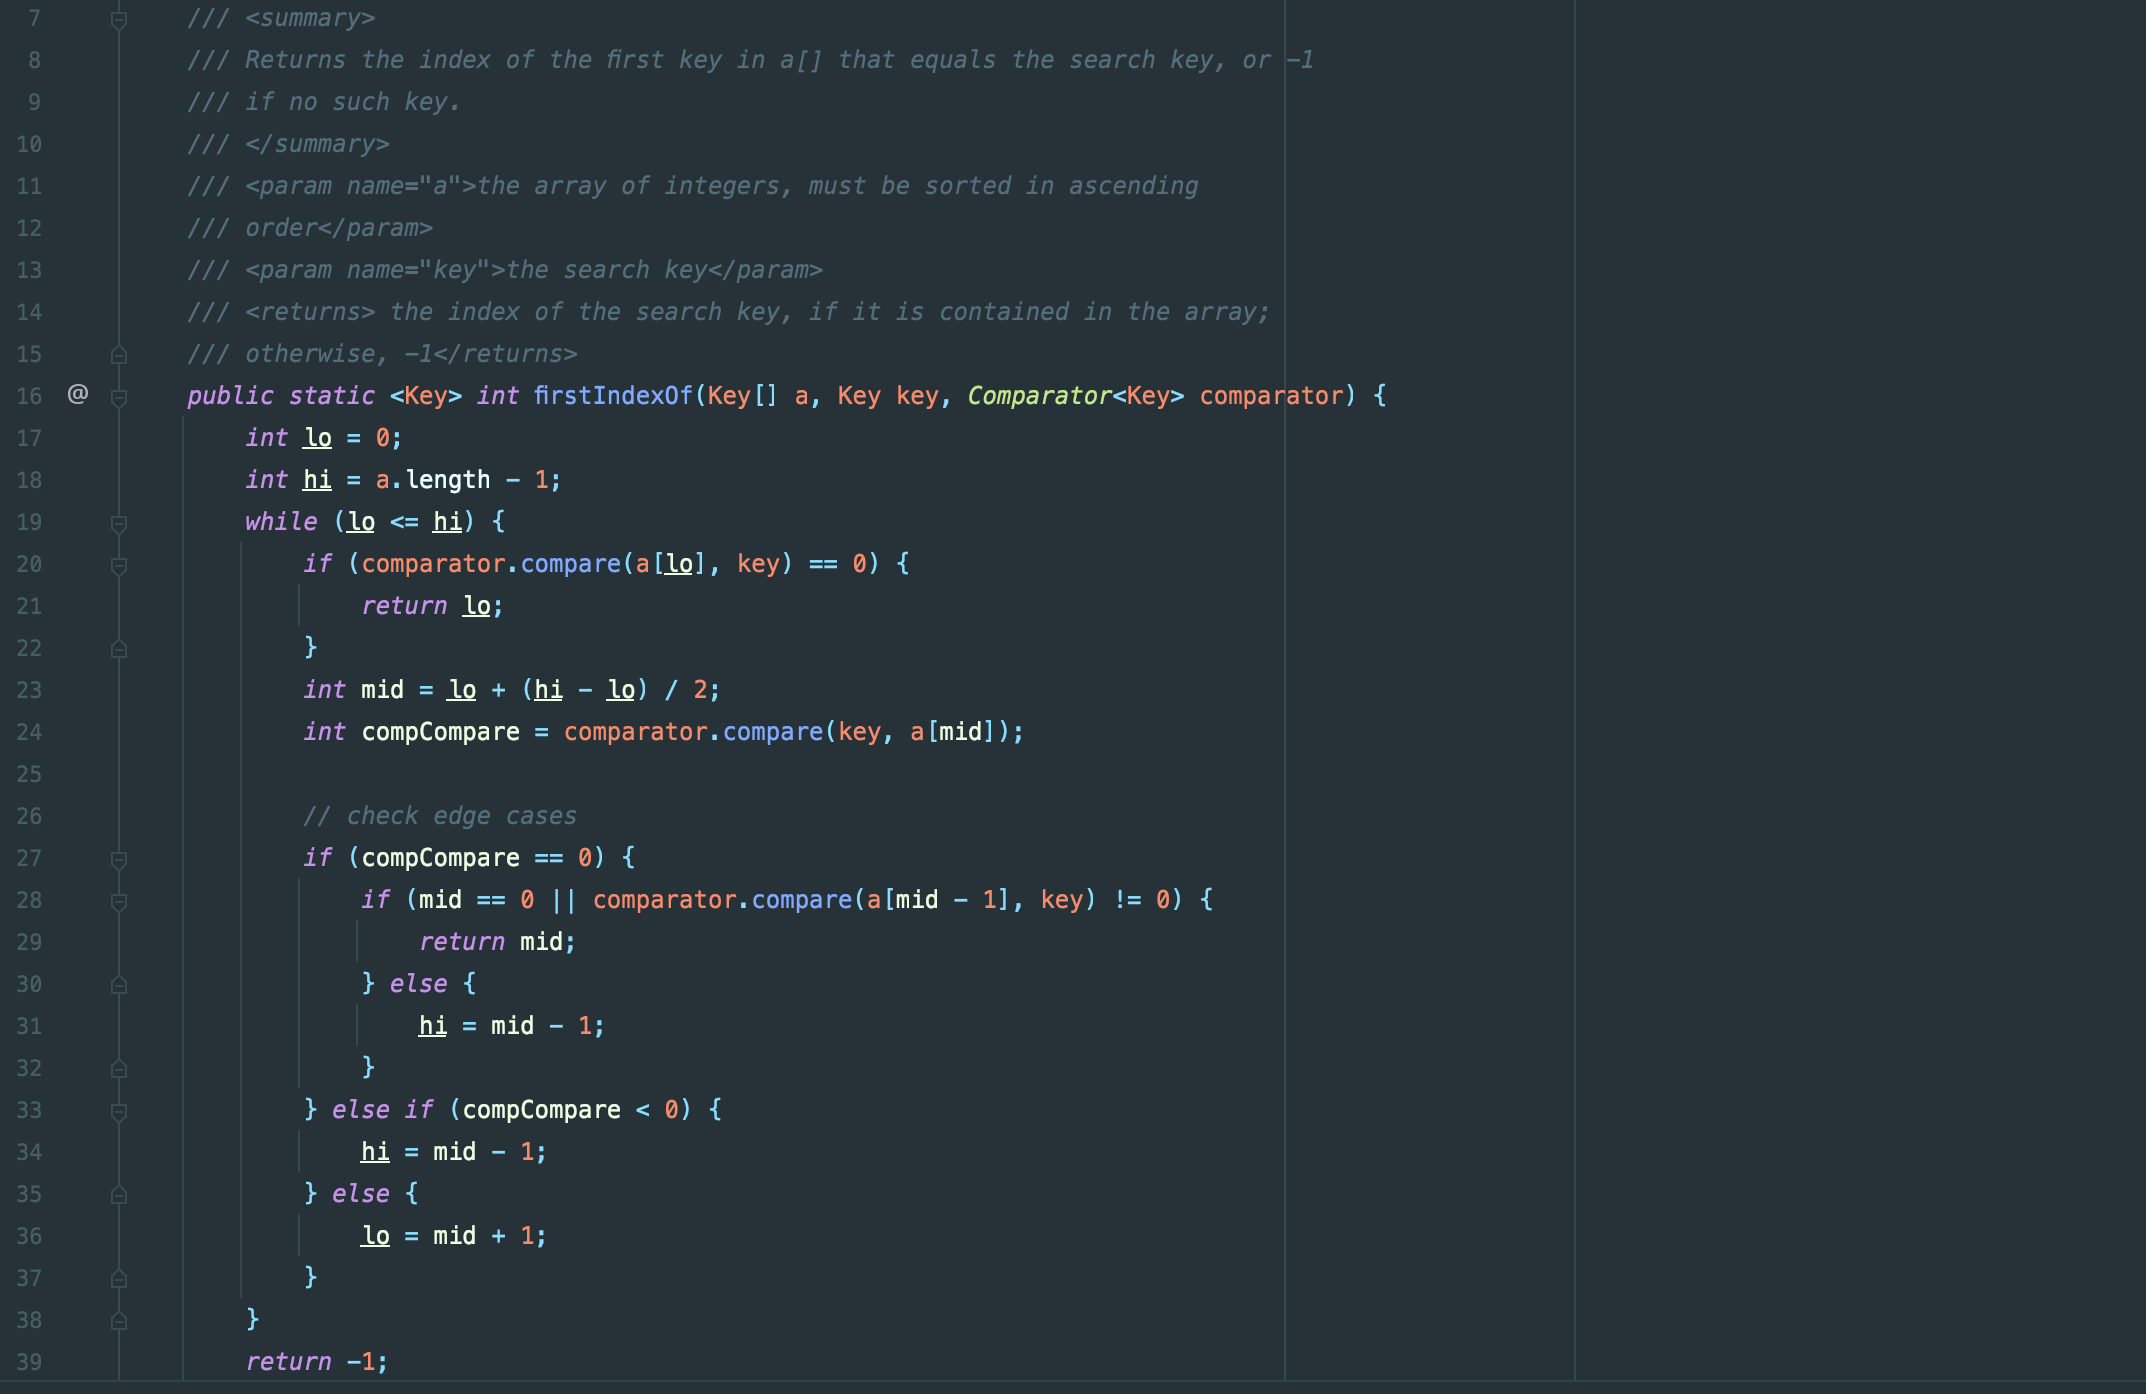 7 /// <summary>
8 /// Returns the index of the first key in a[] that equals the search key, or -1
9 /// if no such key.
10 /// </summary>
11 /// <param name="a">the array of integers, must be sorted in ascending
12 /// order</param>
13 /// <param name="key">the search key</param>
14 /// <returns> the index of the search key, if it is contained in the array;
15 /// otherwise, -1</returns>
16 @ public static <Key> int firstIndexOf(Key[] a, Key key, Comparator<Key> comparator) {
17 int lo = 0;
18 int hi = a.length - 1;
19 while (lo <= hi) {
20 if (comparator.compare(a[lo], key) == 0) {
21 return lo;
22 }
23 int mid = lo + (hi - lo) / 2;
24 int compCompare = comparator.compare(key, a[mid]);
25
26 // check edge cases
27 if (compCompare == 0) {
28 if (mid == 0 || comparator.compare(a[mid - 1], key) != 0) {
29 return mid;
30 } else {
31 hi = mid - 1;
32 }
33 } else if (compCompare < 0) {
34 hi = mid - 1;
35 } else {
36 lo = mid + 1;
37 }
38 }
39 return -1;